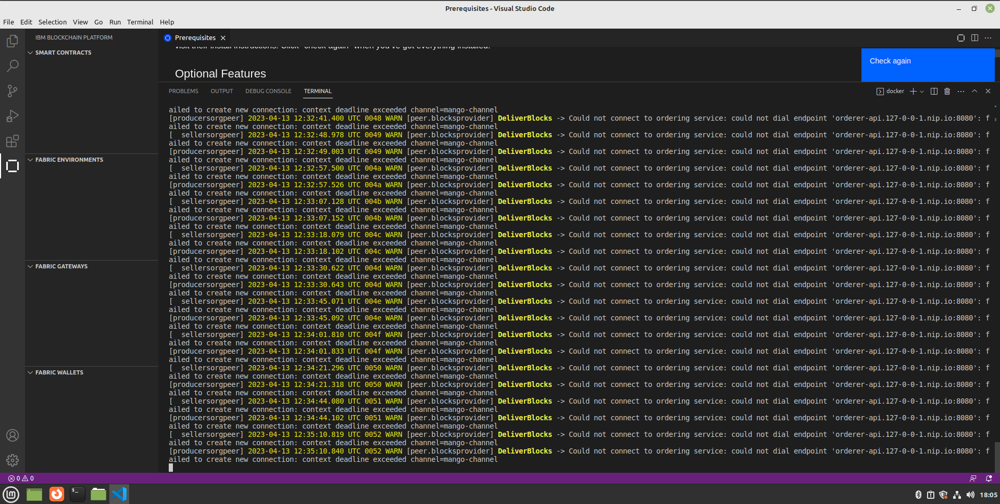 Prerequisites - Visual Studio Code
File Edit Selection View Go Run Terminal Help
IBM BLOCKCHAIN PLATFORM
SMART CONTRACTS
FABRIC ENVIRONMENTS
FABRIC GATEWAYS
FABRIC WALLETS
Prerequisites
visit their install instructions. Click "check again" when you've got everything installed.
Check again
Optional Features
PROBLEMS OUTPUT DEBUG CONSOLE TERMINAL
docker
ailed to create new connection: context deadline exceeded channel=mango-channel
[producersorgpeer] 2023-04-13 12:32:41.400 UTC 0048 WARN [peer.blocksprovider] DeliverBlocks -> Could not connect to ordering service: could not dial endpoint 'orderer-api.127-0-0-1.nip.io:8080': f
ailed to create new connection: context deadline exceeded channel=mango-channel
[  sellersorgpeer] 2023-04-13 12:32:48.978 UTC 0049 WARN [peer.blocksprovider] DeliverBlocks -> Could not connect to ordering service: could not dial endpoint 'orderer-api.127-0-0-1.nip.io:8080': f
ailed to create new connection: context deadline exceeded channel=mango-channel
[producersorgpeer] 2023-04-13 12:32:49.003 UTC 0049 WARN [peer.blocksprovider] DeliverBlocks -> Could not connect to ordering service: could not dial endpoint 'orderer-api.127-0-0-1.nip.io:8080': f
ailed to create new connection: context deadline exceeded channel=mango-channel
[  sellersorgpeer] 2023-04-13 12:32:57.500 UTC 004a WARN [peer.blocksprovider] DeliverBlocks -> Could not connect to ordering service: could not dial endpoint 'orderer-api.127-0-0-1.nip.io:8080': f
ailed to create new connection: context deadline exceeded channel=mango-channel
[producersorgpeer] 2023-04-13 12:32:57.526 UTC 004a WARN [peer.blocksprovider] DeliverBlocks -> Could not connect to ordering service: could not dial endpoint 'orderer-api.127-0-0-1.nip.io:8080': f
ailed to create new connection: context deadline exceeded channel=mango-channel
[  sellersorgpeer] 2023-04-13 12:33:07.128 UTC 004b WARN [peer.blocksprovider] DeliverBlocks -> Could not connect to ordering service: could not dial endpoint 'orderer-api.127-0-0-1.nip.io:8080': f
ailed to create new connection: context deadline exceeded channel=mango-channel
[producersorgpeer] 2023-04-13 12:33:07.152 UTC 004b WARN [peer.blocksprovider] DeliverBlocks -> Could not connect to ordering service: could not dial endpoint 'orderer-api.127-0-0-1.nip.io:8080': f
ailed to create new connection: context deadline exceeded channel=mango-channel
[  sellersorgpeer] 2023-04-13 12:33:18.079 UTC 004c WARN [peer.blocksprovider] DeliverBlocks -> Could not connect to ordering service: could not dial endpoint 'orderer-api.127-0-0-1.nip.io:8080': f
ailed to create new connection: context deadline exceeded channel=mango-channel
[producersorgpeer] 2023-04-13 12:33:18.102 UTC 004c WARN [peer.blocksprovider] DeliverBlocks -> Could not connect to ordering service: could not dial endpoint 'orderer-api.127-0-0-1.nip.io:8080': f
ailed to create new connection: context deadline exceeded channel=mango-channel
[  sellersorgpeer] 2023-04-13 12:33:30.622 UTC 004d WARN [peer.blocksprovider] DeliverBlocks -> Could not connect to ordering service: could not dial endpoint 'orderer-api.127-0-0-1.nip.io:8080': f
ailed to create new connection: context deadline exceeded channel=mango-channel
[producersorgpeer] 2023-04-13 12:33:30.643 UTC 004d WARN [peer.blocksprovider] DeliverBlocks -> Could not connect to ordering service: could not dial endpoint 'orderer-api.127-0-0-1.nip.io:8080': f
ailed to create new connection: context deadline exceeded channel=mango-channel
[  sellersorgpeer] 2023-04-13 12:33:45.071 UTC 004e WARN [peer.blocksprovider] DeliverBlocks -> Could not connect to ordering service: could not dial endpoint 'orderer-api.127-0-0-1.nip.io:8080': f
ailed to create new connection: context deadline exceeded channel=mango-channel
[producersorgpeer] 2023-04-13 12:33:45.092 UTC 004e WARN [peer.blocksprovider] DeliverBlocks -> Could not connect to ordering service: could not dial endpoint 'orderer-api.127-0-0-1.nip.io:8080': f
ailed to create new connection: context deadline exceeded channel=mango-channel
[  sellersorgpeer] 2023-04-13 12:34:01.810 UTC 004f WARN [peer.blocksprovider] DeliverBlocks -> Could not connect to ordering service: could not dial endpoint 'orderer-api.127-0-0-1.nip.io:8080': f
ailed to create new connection: context deadline exceeded channel=mango-channel
[producersorgpeer] 2023-04-13 12:34:01.833 UTC 004f WARN [peer.blocksprovider] DeliverBlocks -> Could not connect to ordering service: could not dial endpoint 'orderer-api.127-0-0-1.nip.io:8080': f
ailed to create new connection: context deadline exceeded channel=mango-channel
[  sellersorgpeer] 2023-04-13 12:34:21.296 UTC 0050 WARN [peer.blocksprovider] DeliverBlocks -> Could not connect to ordering service: could not dial endpoint 'orderer-api.127-0-0-1.nip.io:8080': f
ailed to create new connection: context deadline exceeded channel=mango-channel
[producersorgpeer] 2023-04-13 12:34:21.318 UTC 0050 WARN [peer.blocksprovider] DeliverBlocks -> Could not connect to ordering service: could not dial endpoint 'orderer-api.127-0-0-1.nip.io:8080': f
ailed to create new connection: context deadline exceeded channel=mango-channel
[  sellersorgpeer] 2023-04-13 12:34:44.080 UTC 0051 WARN [peer.blocksprovider] DeliverBlocks -> Could not connect to ordering service: could not dial endpoint 'orderer-api.127-0-0-1.nip.io:8080': f
ailed to create new connection: context deadline exceeded channel=mango-channel
[producersorgpeer] 2023-04-13 12:34:44.102 UTC 0051 WARN [peer.blocksprovider] DeliverBlocks -> Could not connect to ordering service: could not dial endpoint 'orderer-api.127-0-0-1.nip.io:8080': f
ailed to create new connection: context deadline exceeded channel=mango-channel
[  sellersorgpeer] 2023-04-13 12:35:10.819 UTC 0052 WARN [peer.blocksprovider] DeliverBlocks -> Could not connect to ordering service: could not dial endpoint 'orderer-api.127-0-0-1.nip.io:8080': f
ailed to create new connection: context deadline exceeded channel=mango-channel
[producersorgpeer] 2023-04-13 12:35:10.840 UTC 0052 WARN [peer.blocksprovider] DeliverBlocks -> Could not connect to ordering service: could not dial endpoint 'orderer-api.127-0-0-1.nip.io:8080': f
ailed to create new connection: context deadline exceeded channel=mango-channel
0 0
18:05